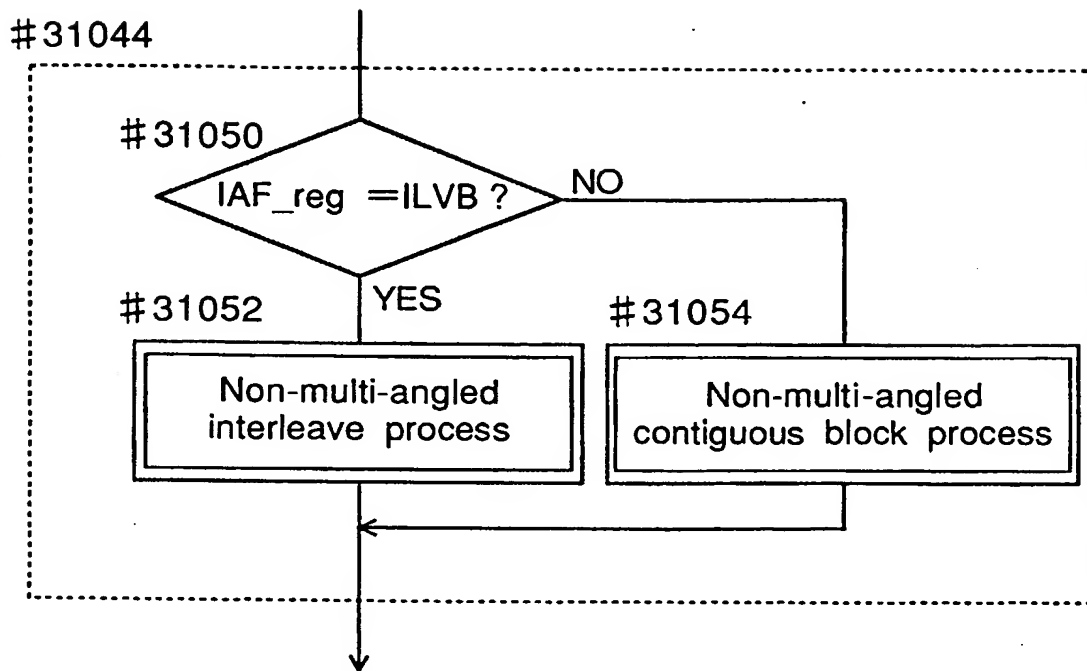 #31044
#31050
IAF_reg =ILVB ?
NO
YES
#31052
#31054
Non-multi-angled
interleave process
Non-multi-angled
contiguous block process